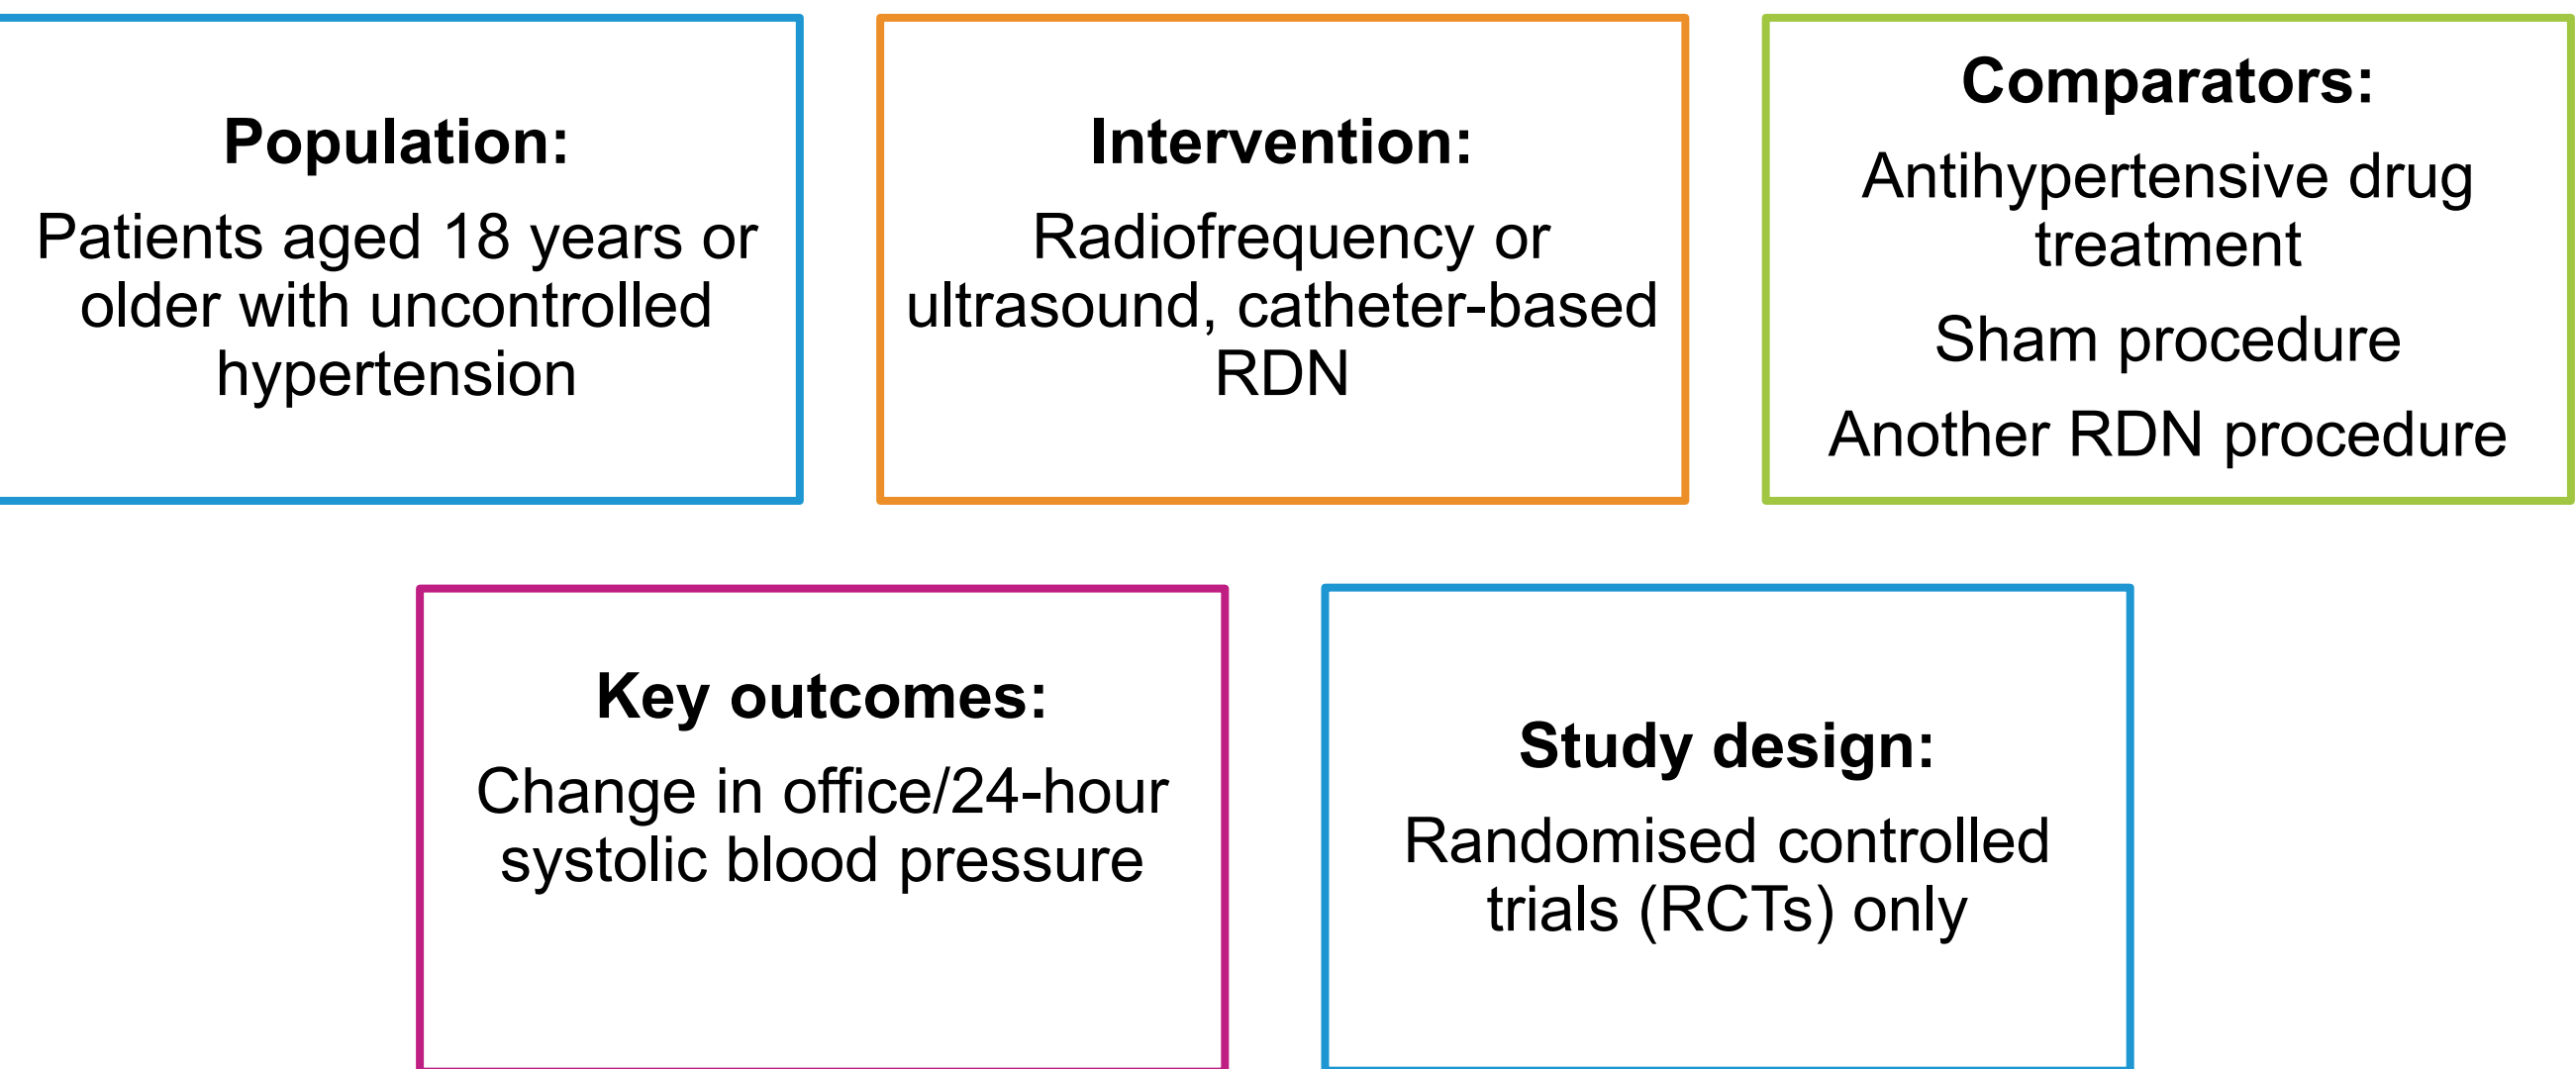 Population:
Patients aged 18 years or
older with uncontrolled
hypertension
Intervention:
Radiofrequency or
ultrasound, catheter-based
RDN
Comparators:
Antihypertensive drug
treatment
Sham procedure
Another RDN procedure
Key outcomes:
Change in office/24-hour
systolic blood pressure
Study design:
Randomised controlled
trials (RCTs) only